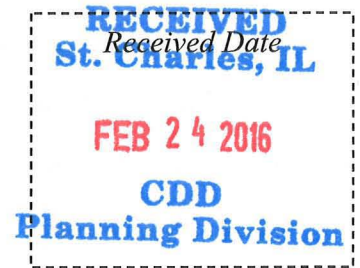 RECEIVED
Received Date
St. Charles, IL
FEB 24 2016
CDD
Planning Division